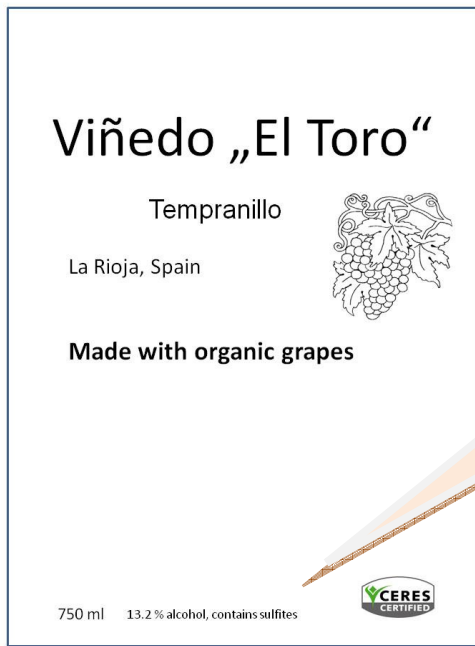 Viñedo „El Toro“
Tempranillo
La Rioja, Spain
Made with organic grapes
750 ml 13.2 % alcohol, contains sulfites
CERES
CERTIFIED